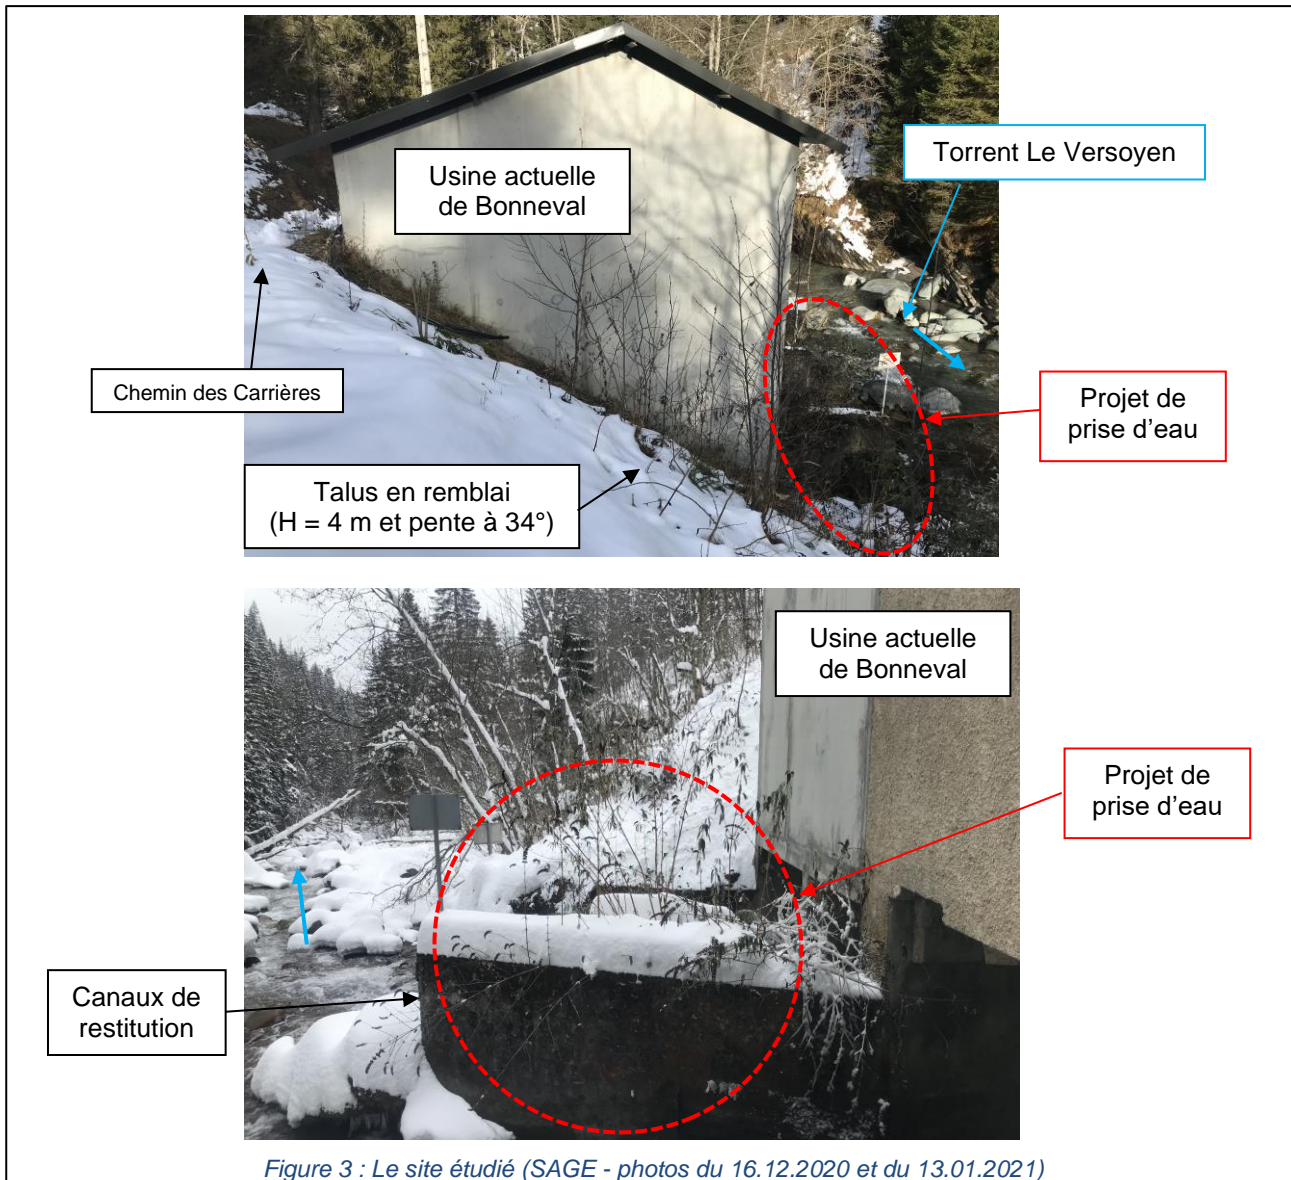 Usine actuelle
de Bonneval
Torrent Le Versoyen
Chemin des Carrières
Projet de
prise d'eau
Talus en remblai
(H = 4 m et pente à 34°)
Usine actuelle
de Bonneval
Projet de
prise d'eau
Canaux de
restitution
Figure 3 : Le site étudié (SAGE - photos du 16.12.2020 et du 13.01.2021)